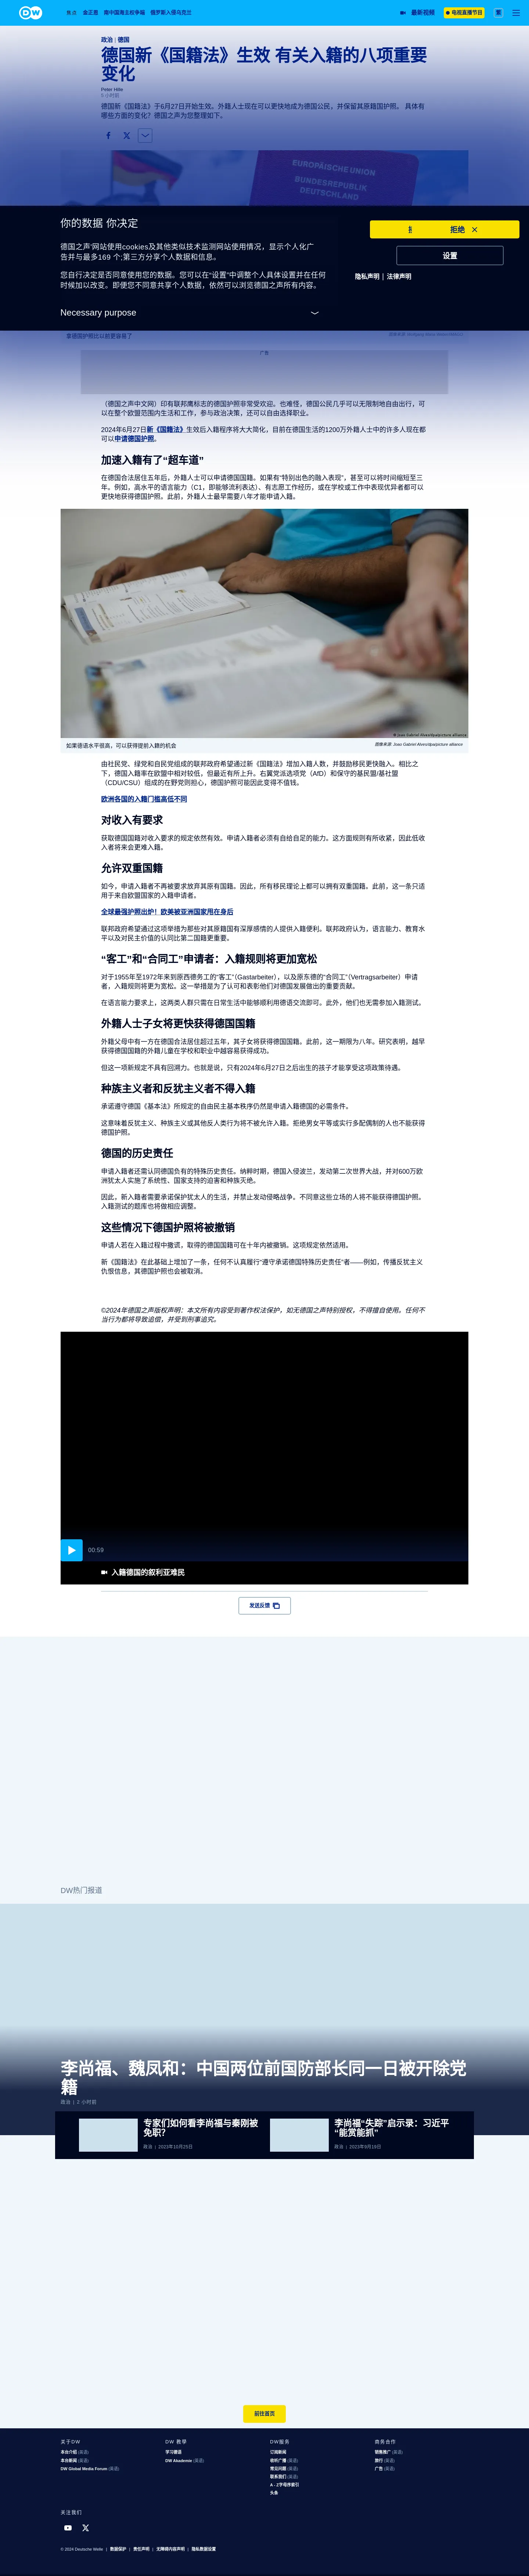 DW
焦点 金正恩 南中国海主权争端 俄罗斯入侵乌克兰
最新视频
电视直播节目
繁
政治 | 德国
德国新《国籍法》生效 有关入籍的八项重要
变化
Peter Hille
5 小时前
德国新《国籍法》于6月27日开始生效。外籍人士现在可以更快地成为德国公民，并保留其原籍国护照。 具体有
哪些方面的变化？德国之声为您整理如下。
EUROPÄISCHE UNION
BUNDESREPUBLIK
DEUTSCHLAND
你的数据 你决定
德国之声‘网站使用cookies及其他类似技术监测网站使用情况，显示个人化广
告并与最多169 个;第三方分享个人数据和信息。
您自行决定是否同意使用您的数据。您可以在“设置”中调整个人具体设置并在任何
时候加以改变。即使您不同意共享个人数据，依然可以浏览德国之声所有内容。
Necessary purpose
拒绝
设置
隐私声明 | 法律声明
拿德国护照比以前更容易了
广告
（德国之声中文网）印有联邦鹰标志的德国护照非常受欢迎。也难怪，德国公民几乎可以无限制地自由出行，可
以在整个欧盟范围内生活和工作，参与政治决策，还可以自由选择职业。
2024年6月27日新《国籍法》生效后入籍程序将大大简化，目前在德国生活的1200万外籍人士中的许多人现在都
可以申请德国护照。
加速入籍有了“超车道”
在德国合法居住五年后，外籍人士可以申请德国国籍。如果有“特别出色的融入表现”，甚至可以将时间缩短至三
年。例如，高水平的语言能力（C1，即能够流利表达）、有志愿工作经历，或在学校或工作中表现优异者都可以
更快地获得德国护照。此前，外籍人士最早需要八年才能申请入籍。
© Joao Gabriel Alves/dpa/picture alliance
如果德语水平很高，可以获得提前入籍的机会
图像来源: Joao Gabriel Alves/dpa/picture alliance
由社民党、绿党和自民党组成的联邦政府希望通过新《国籍法》增加入籍人数，并鼓励移民更快融入。相比之
下，德国入籍率在欧盟中相对较低，但最近有所上升。右翼党派选项党（AfD）和保守的基民盟/基社盟
（CDU/CSU）组成的在野党则担心，德国护照可能因此变得不值钱。
欧洲各国的入籍门槛高低不同
对收入有要求
获取德国国籍对收入要求的规定依然有效。申请入籍者必须有自给自足的能力。这方面规则有所收紧，因此低收
入者将来会更难入籍。
允许双重国籍
如今，申请入籍者不再被要求放弃其原有国籍。因此，所有移民理论上都可以拥有双重国籍。此前，这一条只适
用于来自欧盟国家的入籍申请者。
全球最强护照出炉！欧美被亚洲国家甩在身后
联邦政府希望通过这项举措为那些对其原籍国有深厚感情的人提供入籍便利。联邦政府认为，语言能力、教育水
平以及对民主价值的认同比第二国籍更重要。
“客工”和“合同工”申请者：入籍规则将更加宽松
对于1955年至1972年来到原西德务工的“客工”（Gastarbeiter），以及原东德的“合同工”（Vertragsarbeiter）申请
者，入籍规则将更为宽松。这一举措是为了认可和表彰他们对德国发展做出的重要贡献。
在语言能力要求上，这两类人群只需在日常生活中能够顺利用德语交流即可。此外，他们也无需参加入籍测试。
外籍人士子女将更快获得德国国籍
外籍父母中有一方在德国合法居住超过五年，其子女将获得德国国籍。此前，这一期限为八年。研究表明，越早
获得德国国籍的外籍儿童在学校和职业中越容易获得成功。
但这一项新规定不具有回溯力。也就是说，只有2024年6月27日之后出生的孩子才能享受这项政策待遇。
种族主义者和反犹主义者不得入籍
承诺遵守德国《基本法》所规定的自由民主基本秩序仍然是申请入籍德国的必需条件。
这意味着反犹主义、种族主义或其他反人类行为将不被允许入籍。拒绝男女平等或实行多配偶制的人也不能获得
德国护照。
德国的历史责任
申请入籍者还需认同德国负有的特殊历史责任。纳粹时期，德国入侵波兰，发动第二次世界大战，并对600万欧
洲犹太人实施了系统性、国家支持的迫害和种族灭绝。
因此，新入籍者需要承诺保护犹太人的生活，并禁止发动侵略战争。不同意这些立场的人将不能获得德国护照。
入籍测试的题库也将做相应调整。
这些情况下德国护照将被撤销
申请人若在入籍过程中撒谎，取得的德国国籍可在十年内被撤销。这项规定依然适用。
新《国籍法》在此基础上增加了一条，任何不认真履行“遵守承诺德国特殊历史责任”者——例如，传播反犹主义
仇恨信息，其德国护照也会被取消。
©2024年德国之声版权声明：本文所有内容受到著作权法保护，如无德国之声特别授权，不得擅自使用。任何不
当行为都将导致追偿，并受到刑事追究。
00:59
入籍德国的叙利亚难民
发送反馈
DW热门报道
李尚福、魏凤和：中国两位前国防部长同一日被开除党
籍
政治 | 2 小时前
专家们如何看李尚福与秦刚被
免职？
政治 | 2023年10月25日
李尚福“失踪”启示录：习近平
“能赏能抓”
政治 | 2023年9月19日
前往首页
关于DW
本台介绍 (英语)
本台新闻 (英语)
DW Global Media Forum (英语)
DW 教学
学习德语
DW Akademie (英语)
DW服务
订阅新闻
收听广播 (英语)
常见问题 (英语)
联系我们 (英语)
A - Z字母序索引
头条
商务合作
销售推广 (英语)
旅行 (英语)
广告 (英语)
关注我们
© 2024 Deutsche Welle | 数据保护 | 责任声明 | 无障碍内容声明 | 隐私数据设置